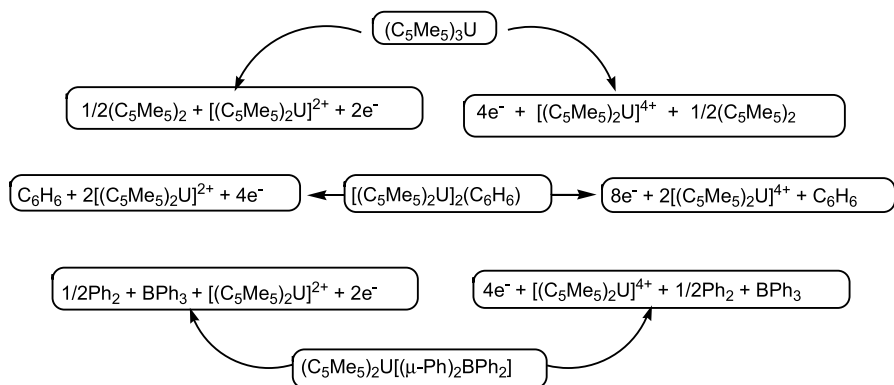 (C₅Me₅)₃U
1/2(C₅Me₅)₂ + [(C₅Me₅)₂U]²⁺ + 2e⁻
4e⁻ + [(C₅Me₅)₂U]⁴⁺ + 1/2(C₅Me₅)₂
C₆H₆ + 2[(C₅Me₅)₂U]²⁺ + 4e⁻
[(C₅Me₅)₂U]₂(C₆H₆)
8e⁻ + 2[(C₅Me₅)₂U]⁴⁺ + C₆H₆
1/2Ph₂ + BPh₃ + [(C₅Me₅)₂U]²⁺ + 2e⁻
4e⁻ + [(C₅Me₅)₂U]⁴⁺ + 1/2Ph₂ + BPh₃
(C₅Me₅)₂U[(μ-Ph)₂BPh₂]